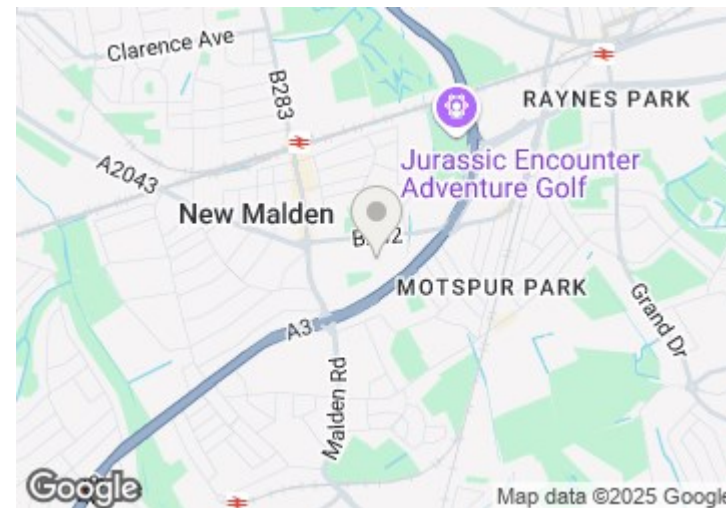 Clarence Ave
B283
RAYNES PARK
A2043
Jurassic Encounter
Adventure Golf
New Malden
MOTSPUR PARK
Grand Dr
A3
Malden Rd
Google
Map data ©2025 Google